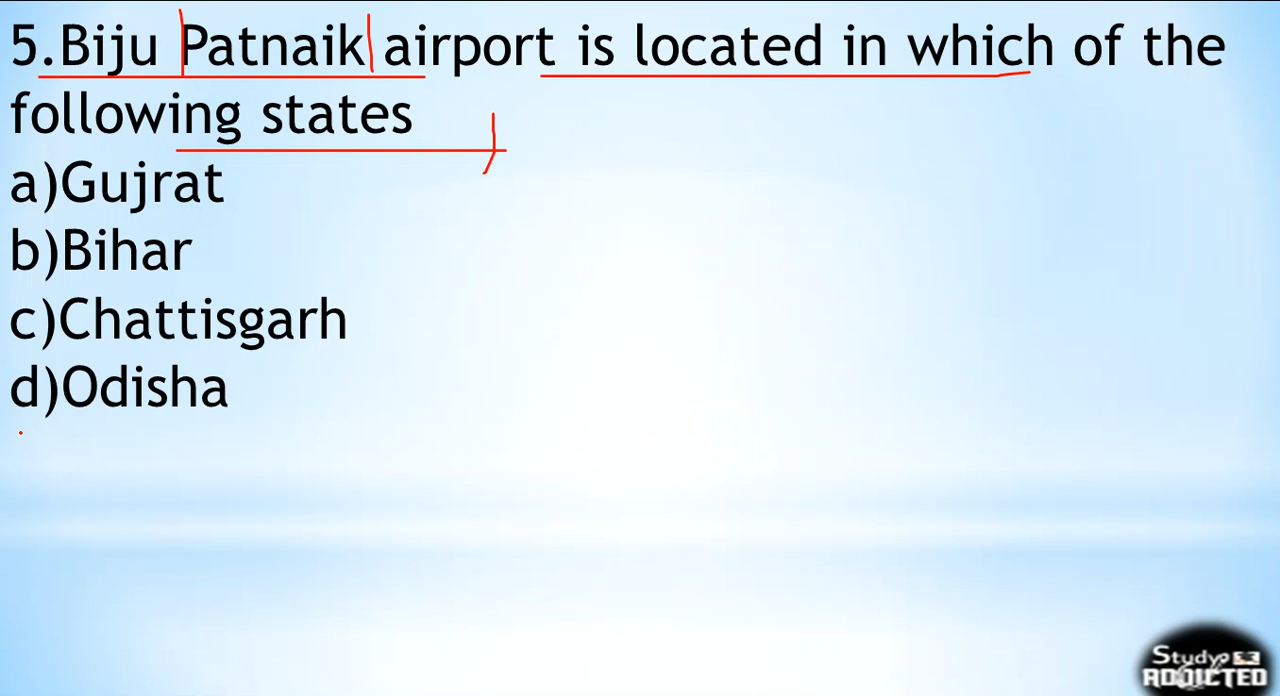 5.Biju Patnaik airport is located in which of the
following states
a)Gujrat
b)Bihar
c)Chattisgarh
d)Odisha
Study
ADDICTED